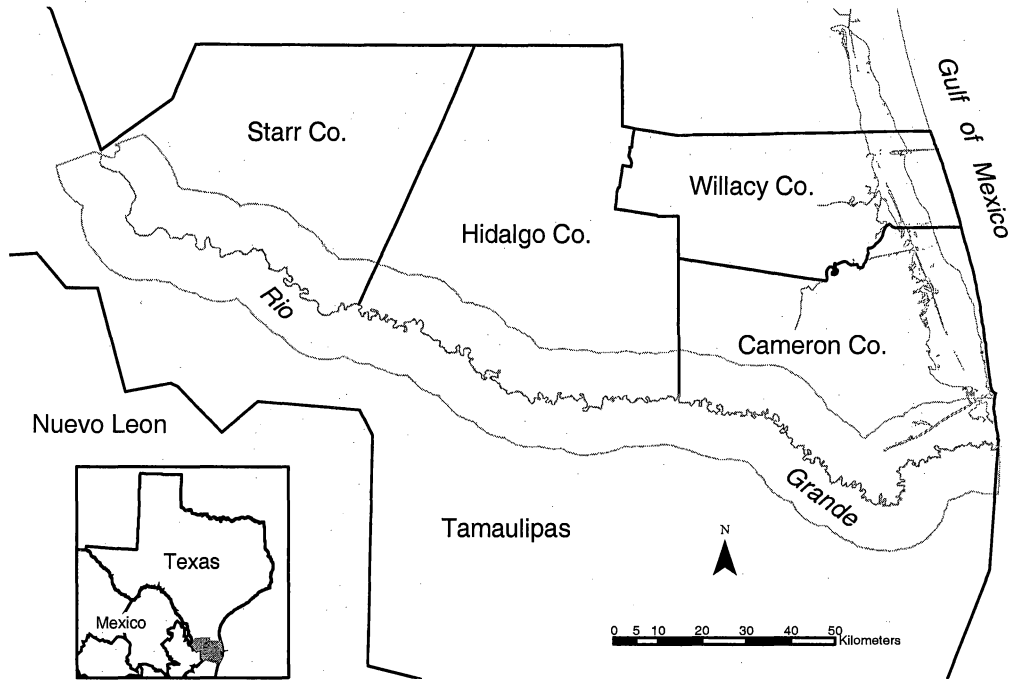 Gulf of Mexico
Starr Co.
Willacy Co.
Hidalgo Co.
Rio
Cameron Co.
Nuevo Leon
Grande
Tamaulipas
N
Texas
Mexico
0 5 10 20 30 40 50
Kilometers